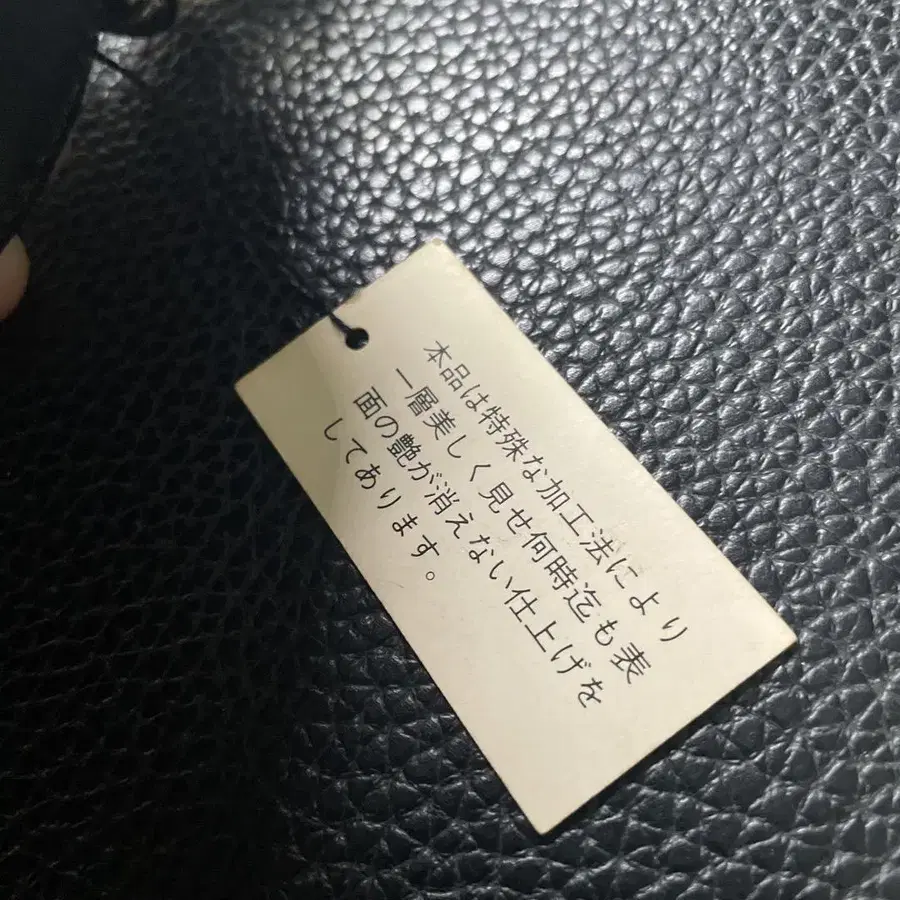 本品は特殊な加工法により
一層美しく見せ何時迄も表
面の艶が消えない仕上げを
してあります。